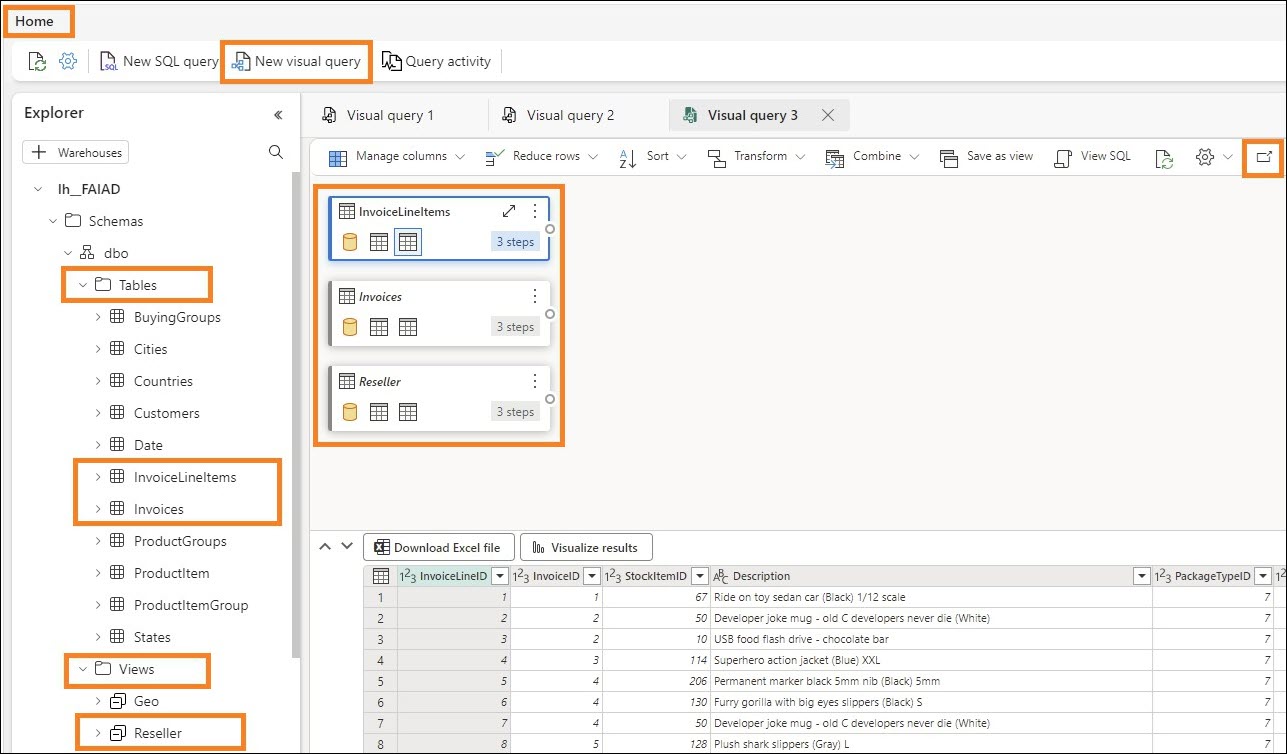 Home
New SQL query New visual query Query activity
Explorer
Warehouses
lh_FAIAD
Schemas
dbo
Tables
BuyingGroups
Cities
Countries
Customers
Date
InvoiceLineItems
Invoices
ProductGroups
ProductItem
ProductItemGroup
States
Views
Geo
Reseller
Visual query 1 Visual query 2 Visual query 3
Manage columns Reduce rows Sort Transform Combine Save as view View SQL
InvoiceLineItems
3 steps
Invoices
3 steps
Reseller
3 steps
Download Excel file Visualize results
123 InvoiceLineID 123 InvoiceID 123 StockItemID ABC Description 123 PackageTypeID 12
1 1 1 67 Ride on toy sedan car (Black) 1/12 scale 7
2 2 2 50 Developer joke mug - old C developers never die (White) 7
3 3 2 10 USB food flash drive - chocolate bar 7
4 4 3 114 Superhero action jacket (Blue) XXL 7
5 5 4 206 Permanent marker black 5mm nib (Black) 5mm 7
6 6 4 130 Furry gorilla with big eyes slippers (Black) S 7
7 7 4 50 Developer joke mug - old C developers never die (White) 7
8 8 5 128 Plush shark slippers (Gray) L 7